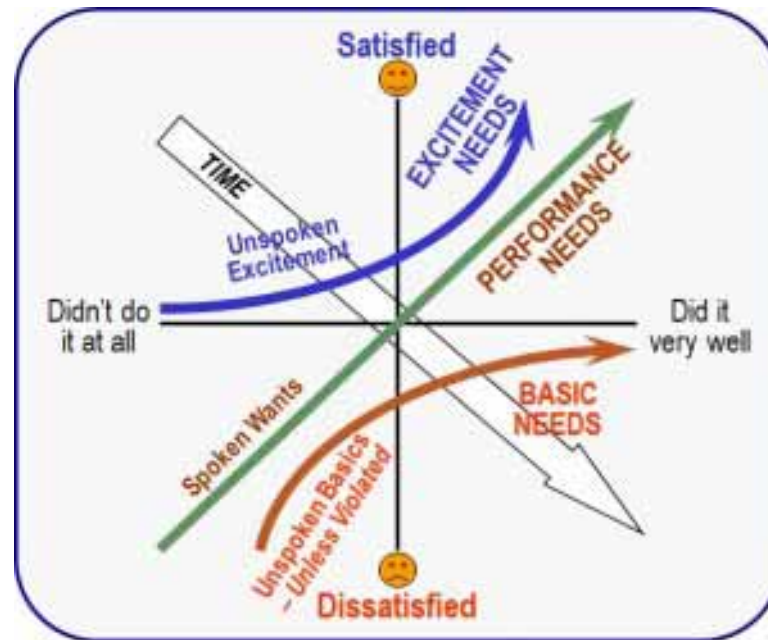 Satisfied
EXCITEMENT
NEEDS
TIME
Unspoken
Excitement
PERFORMANCE
NEEDS
Didn't do
it at all
Did it
very well
Spoken Wants
BASIC
NEEDS
Unspoken Basics
– Unless Violated
Dissatisfied